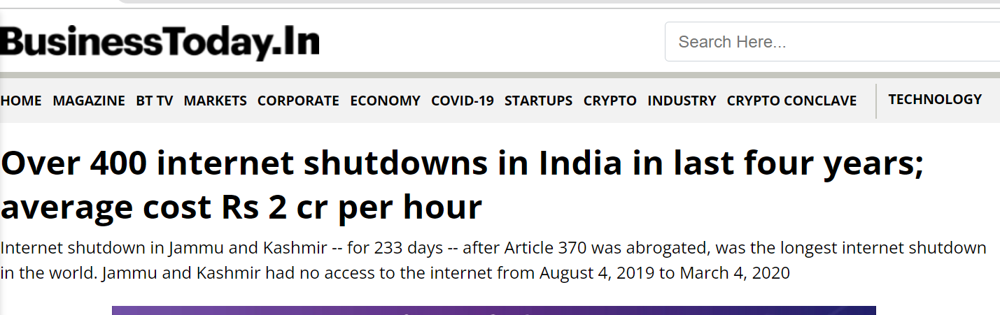 BusinessToday.In
Search Here...
HOME MAGAZINE BT TV MARKETS CORPORATE ECONOMY COVID-19 STARTUPS CRYPTO INDUSTRY CRYPTO CONCLAVE TECHNOLOGY
Over 400 internet shutdowns in India in last four years;
average cost Rs 2 cr per hour
Internet shutdown in Jammu and Kashmir -- for 233 days -- after Article 370 was abrogated, was the longest internet shutdown
in the world. Jammu and Kashmir had no access to the internet from August 4, 2019 to March 4, 2020